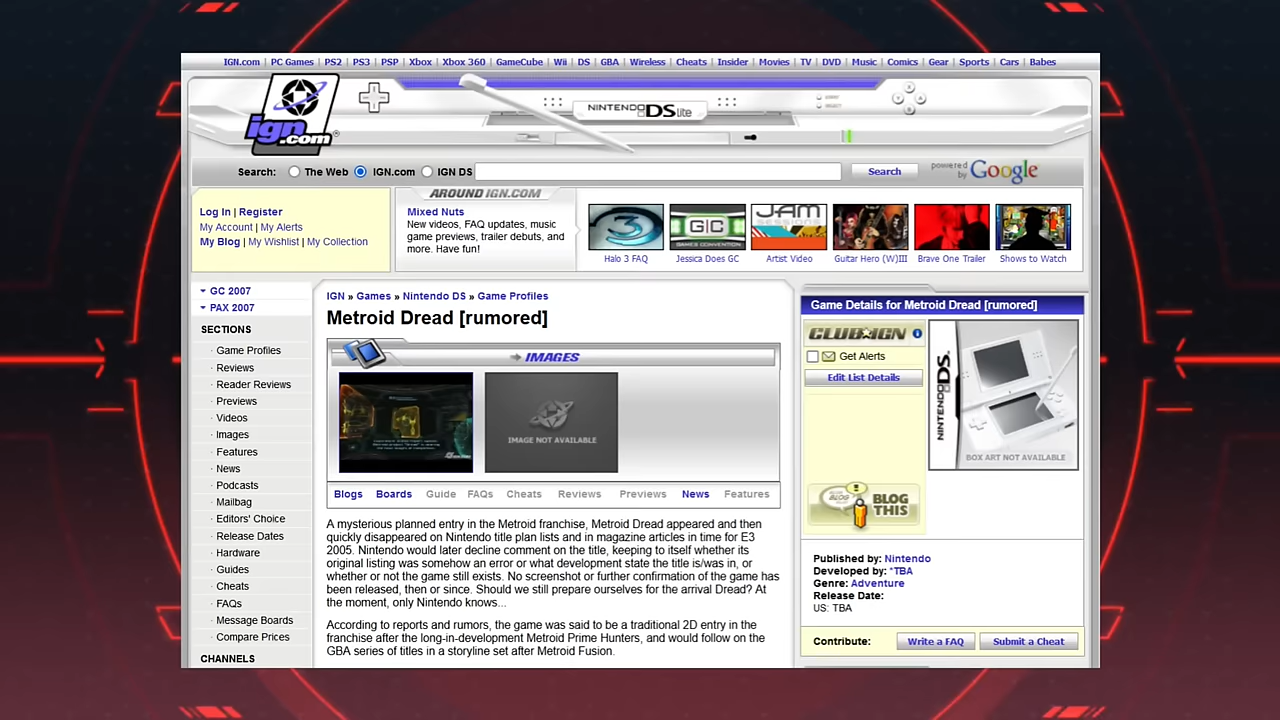 IGN.com | PC Games | PS2 | PS3 | PSP | Xbox | Xbox 360 | GameCube | Wii | DS | GBA | Wireless | Cheats | Insider | Movies | TV | DVD | Music | Comics | Gear | Sports | Cars | Babes
ign.com
NINTENDO DS lite
Search: The Web IGN.com IGN DS Search powered by Google
Log In | Register
My Account | My Alerts
My Blog | My Wishlist | My Collection
AROUND IGN.COM
Mixed Nuts
New videos, FAQ updates, music
game previews, trailer debuts, and
more. Have fun!
GC
GAMES CONVENTION
JAM
SESSIONS
Halo 3 FAQ
Jessica Does GC
Artist Video
Guitar Hero (W)III
Brave One Trailer
Shows to Watch
GC 2007
PAX 2007
SECTIONS
· Game Profiles
· Reviews
· Reader Reviews
· Previews
· Videos
· Images
· Features
· News
· Podcasts
· Mailbag
· Editors' Choice
· Release Dates
· Hardware
· Guides
· Cheats
· FAQs
· Message Boards
· Compare Prices
CHANNELS
IGN » Games » Nintendo DS » Game Profiles
Metroid Dread [rumored]
IMAGES
IMAGE NOT AVAILABLE
Blogs Boards Guide FAQs Cheats Reviews Previews News Features
A mysterious planned entry in the Metroid franchise, Metroid Dread appeared and then
quickly disappeared on Nintendo title plan lists and in magazine articles in time for E3
2005. Nintendo would later decline comment on the title, keeping to itself whether its
original listing was somehow an error or what development state the title is/was in, or
whether or not the game still exists. No screenshot or further confirmation of the game has
been released, then or since. Should we still prepare ourselves for the arrival Dread? At
the moment, only Nintendo knows...
According to reports and rumors, the game was said to be a traditional 2D entry in the
franchise after the long-in-development Metroid Prime Hunters, and would follow on the
GBA series of titles in a storyline set after Metroid Fusion.
Game Details for Metroid Dread [rumored]
CLUB IGN
Get Alerts
Edit List Details
BLOG
THIS
NINTENDO DS
BOX ART NOT AVAILABLE
Published by: Nintendo
Developed by: *TBA
Genre: Adventure
Release Date:
US: TBA
Contribute: Write a FAQ Submit a Cheat